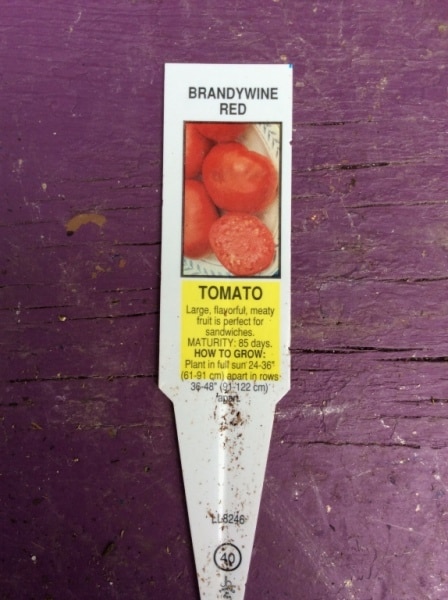 BRANDYWINE
RED
TOMATO
Large, flavorful, meaty
fruit is perfect for
sandwiches.
MATURITY: 85 days.
HOW TO GROW:
Plant in full sun 24-36"
(61-91 cm) apart in rows
36-48" (91-122 cm)
apart.
LL8246
40